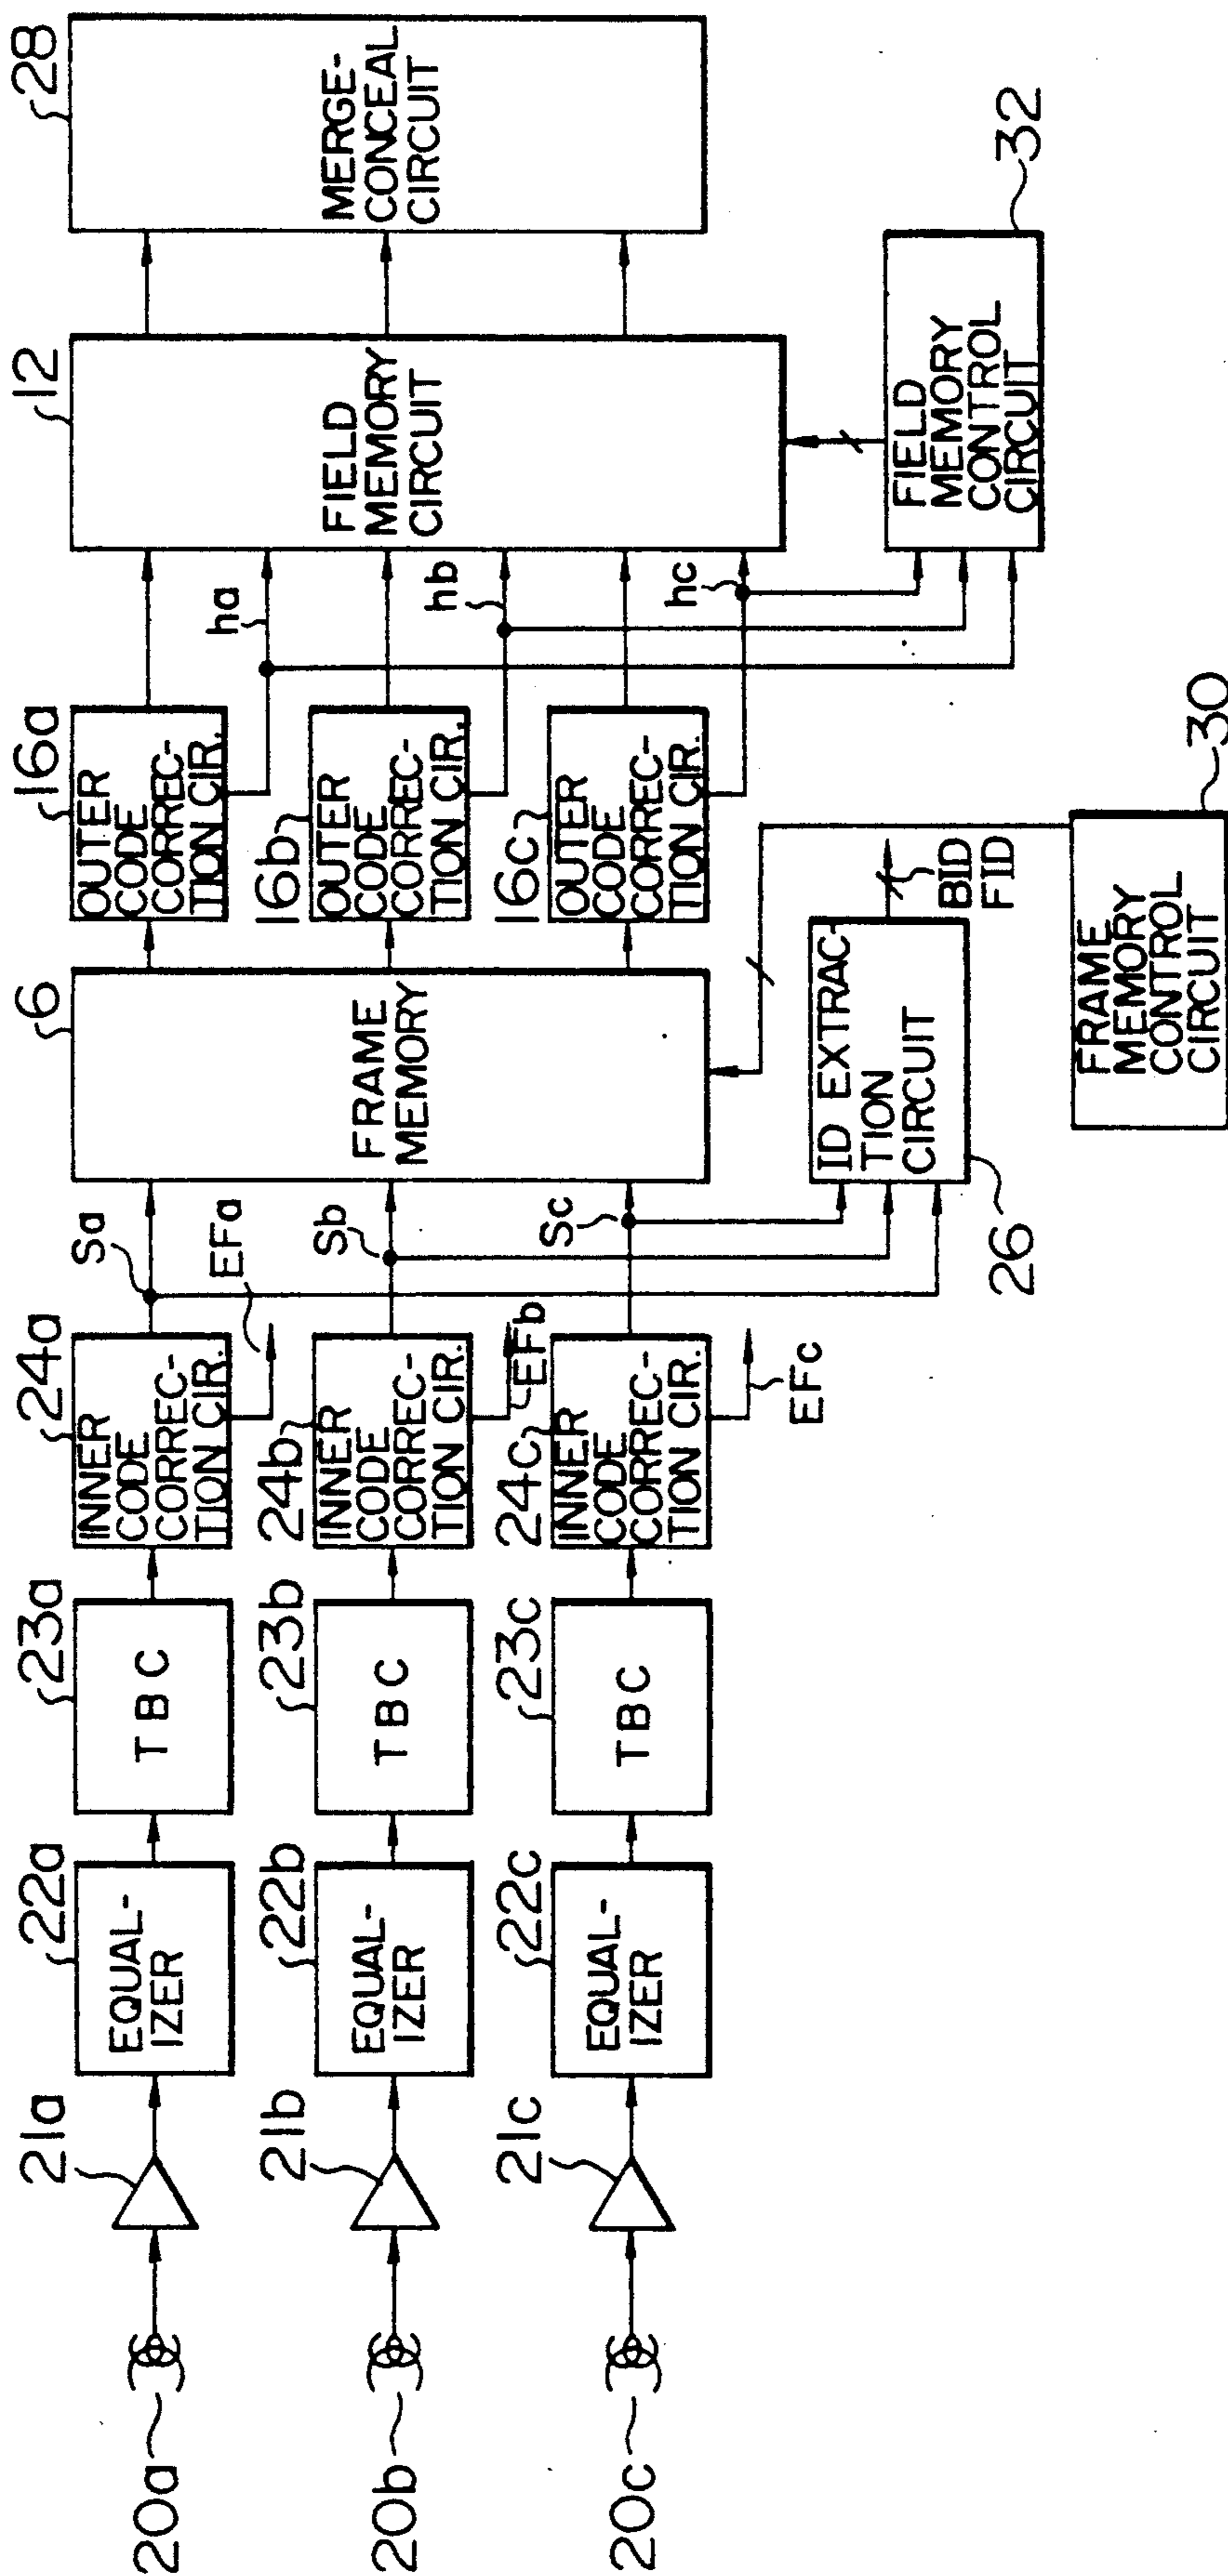 20a
21a
22a
EQUAL-
IZER
23a
TBC
24a
INNER
CODE
CORREC-
TION CIR.
Sa
EFa
20b
21b
22b
EQUAL-
IZER
23b
TBC
24b
INNER
CODE
CORREC-
TION CIR.
Sb
EFb
20c
21c
22c
EQUAL-
IZER
23c
TBC
24c
INNER
CODE
CORREC-
TION CIR.
Sc
EFc
6
FRAME
MEMORY
16a
OUTER
CODE
CORREC-
TION CIR.
ha
16b
OUTER
CODE
CORREC-
TION CIR.
hb
16c
OUTER
CODE
CORREC-
TION CIR.
hc
12
FIELD
MEMORY
CIRCUIT
28
MERGE-
CONCEAL
CIRCUIT
26
ID EXTRAC-
TION
CIRCUIT
BID
FID
FRAME
MEMORY
CONTROL
CIRCUIT
30
FIELD
MEMORY
CONTROL
CIRCUIT
32